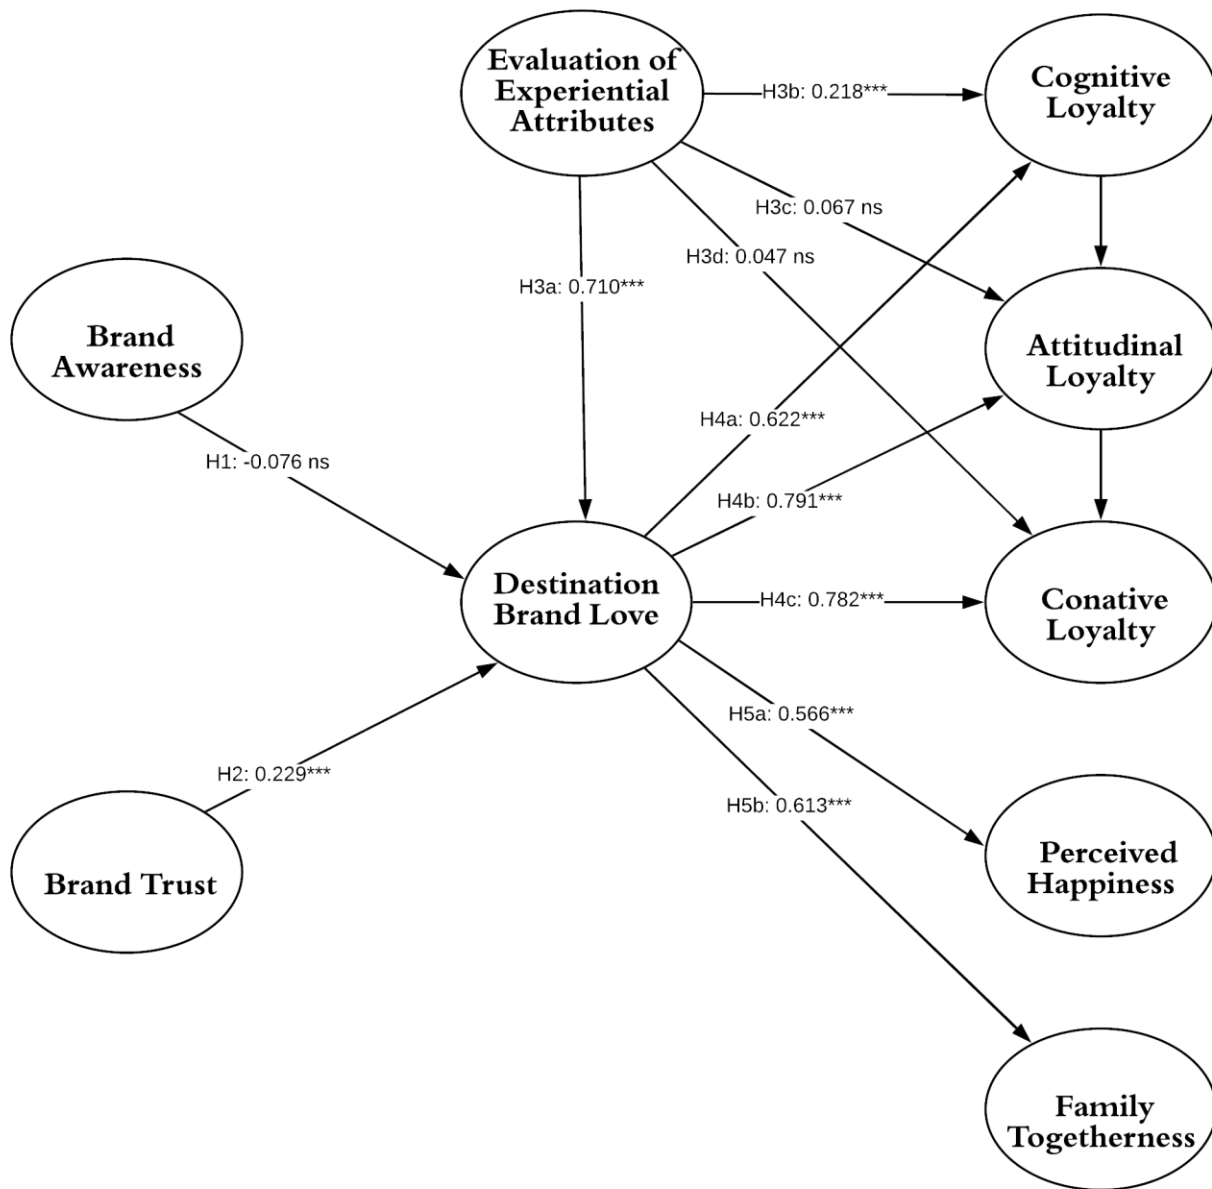 Evaluation of
Experiential
Attributes
Cognitive
Loyalty
H3b: 0.218***
H3c: 0.067 ns
H3d: 0.047 ns
H3a: 0.710***
Brand
Awareness
Attitudinal
Loyalty
H4a: 0.622***
H1: -0.076 ns
H4b: 0.791***
Destination
Brand Love
H4c: 0.782***
Conative
Loyalty
H5a: 0.566***
H2: 0.229***
H5b: 0.613***
Brand Trust
Perceived
Happiness
Family
Togetherness